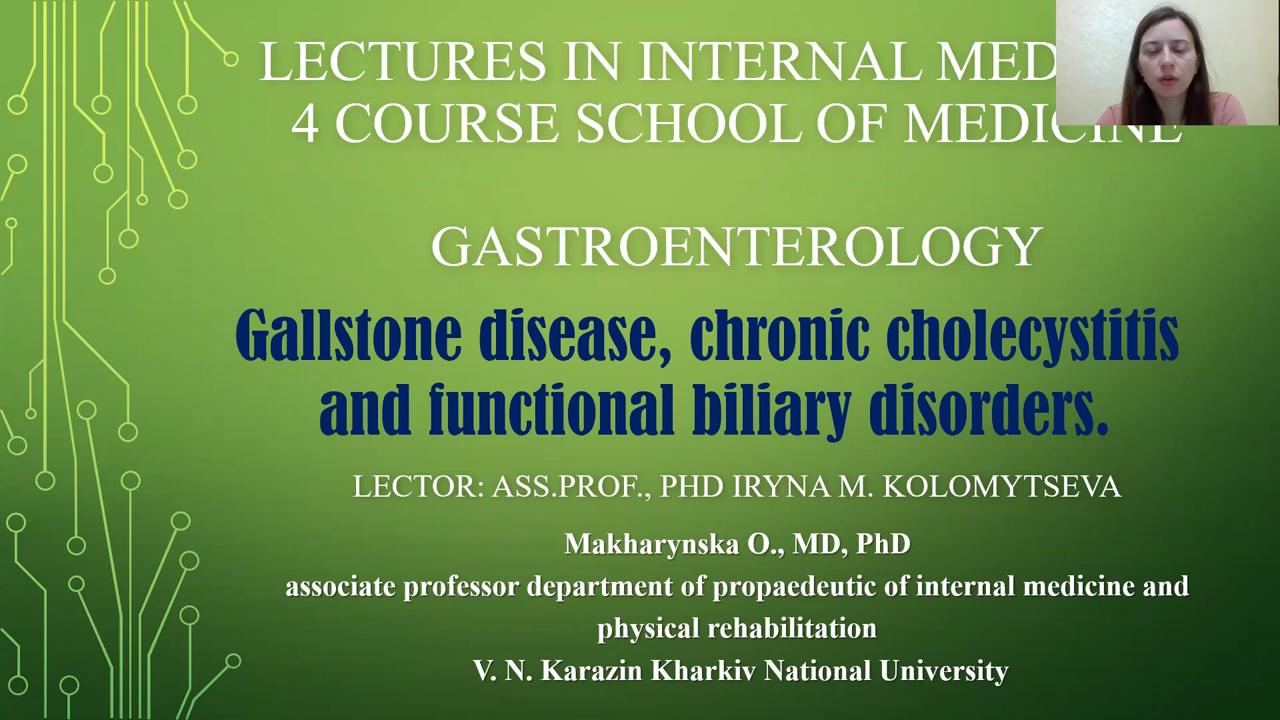 LECTURES IN INTERNAL MED
4 COURSE SCHOOL OF MEDICINE
GASTROENTEROLOGY
Gallstone disease, chronic cholecystitis
and functional biliary disorders.
LECTOR: ASS.PROF., PHD IRYNA M. KOLOMYTSEVA
Makharynska O., MD, PhD
associate professor department of propaedeutic of internal medicine and
physical rehabilitation
V. N. Karazin Kharkiv National University